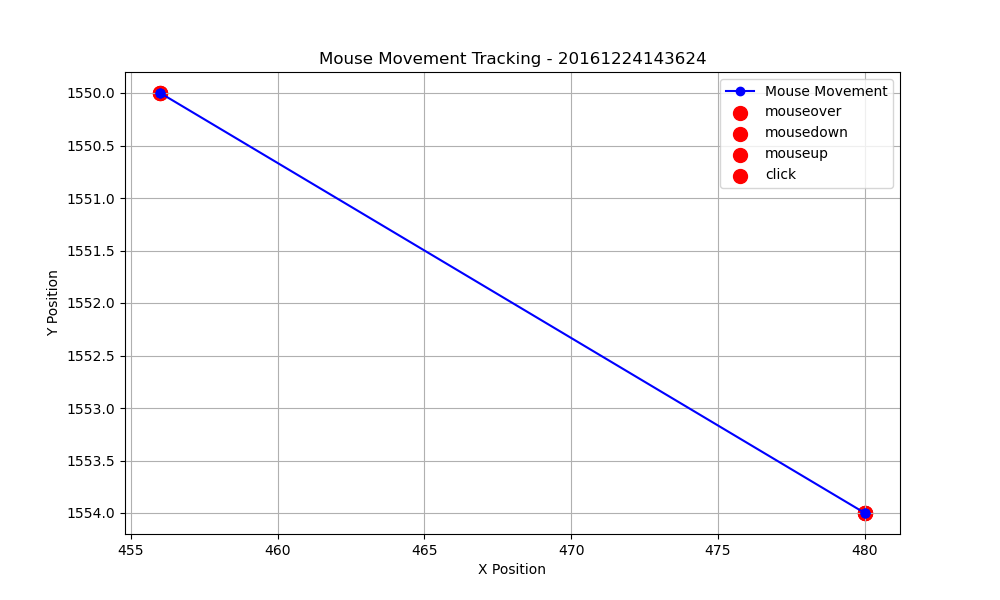 Mouse Movement Tracking - 20161224143624
Mouse Movement
mouseover
mousedown
mouseup
click
Y Position
1550.0
1550.5
1551.0
1551.5
1552.0
1552.5
1553.0
1553.5
1554.0
455 460 465 470 475 480
X Position